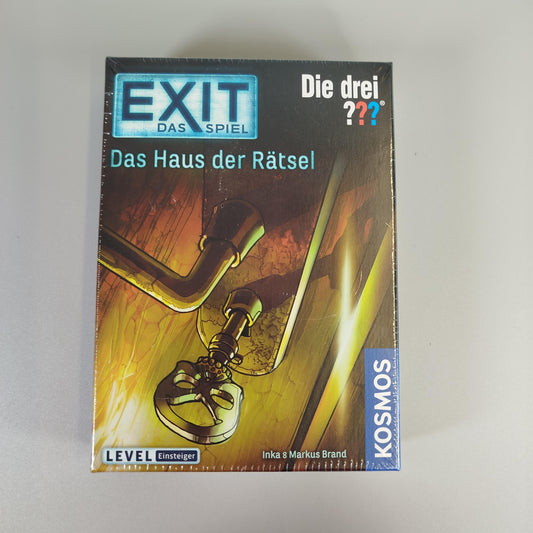 EXIT
DAS SPIEL
Die drei
???®
Das Haus der Rätsel
KOSMOS
LEVEL Einsteiger
Inka & Markus Brand